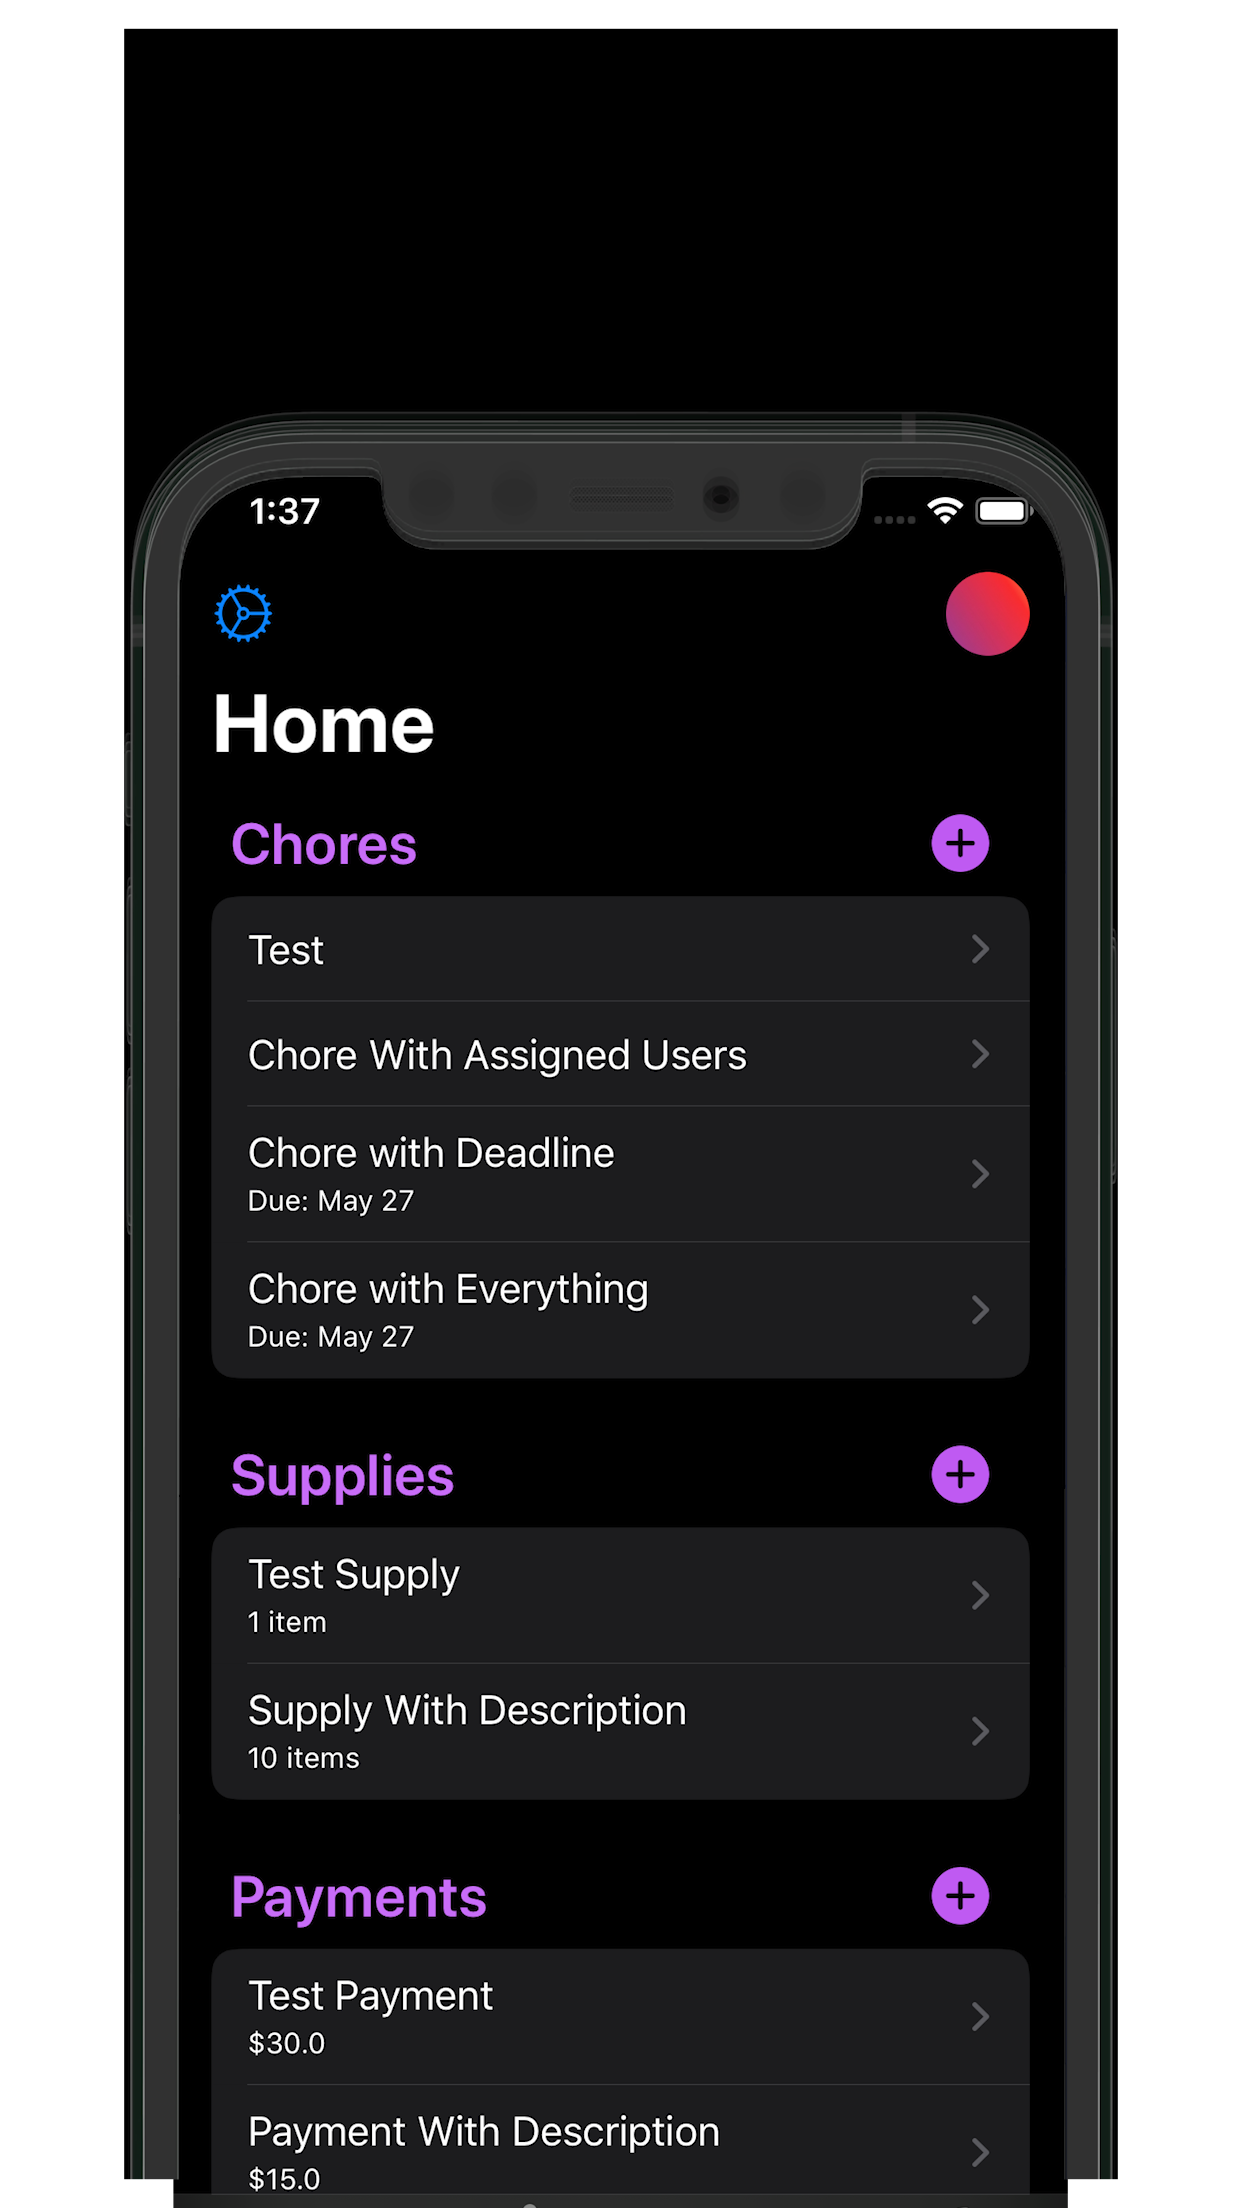 1:37
Home
Chores
Test
Chore With Assigned Users
Chore with Deadline
Due: May 27
Chore with Everything
Due: May 27
Supplies
Test Supply
1 item
Supply With Description
10 items
Payments
Test Payment
$30.0
Payment With Description
$15.0